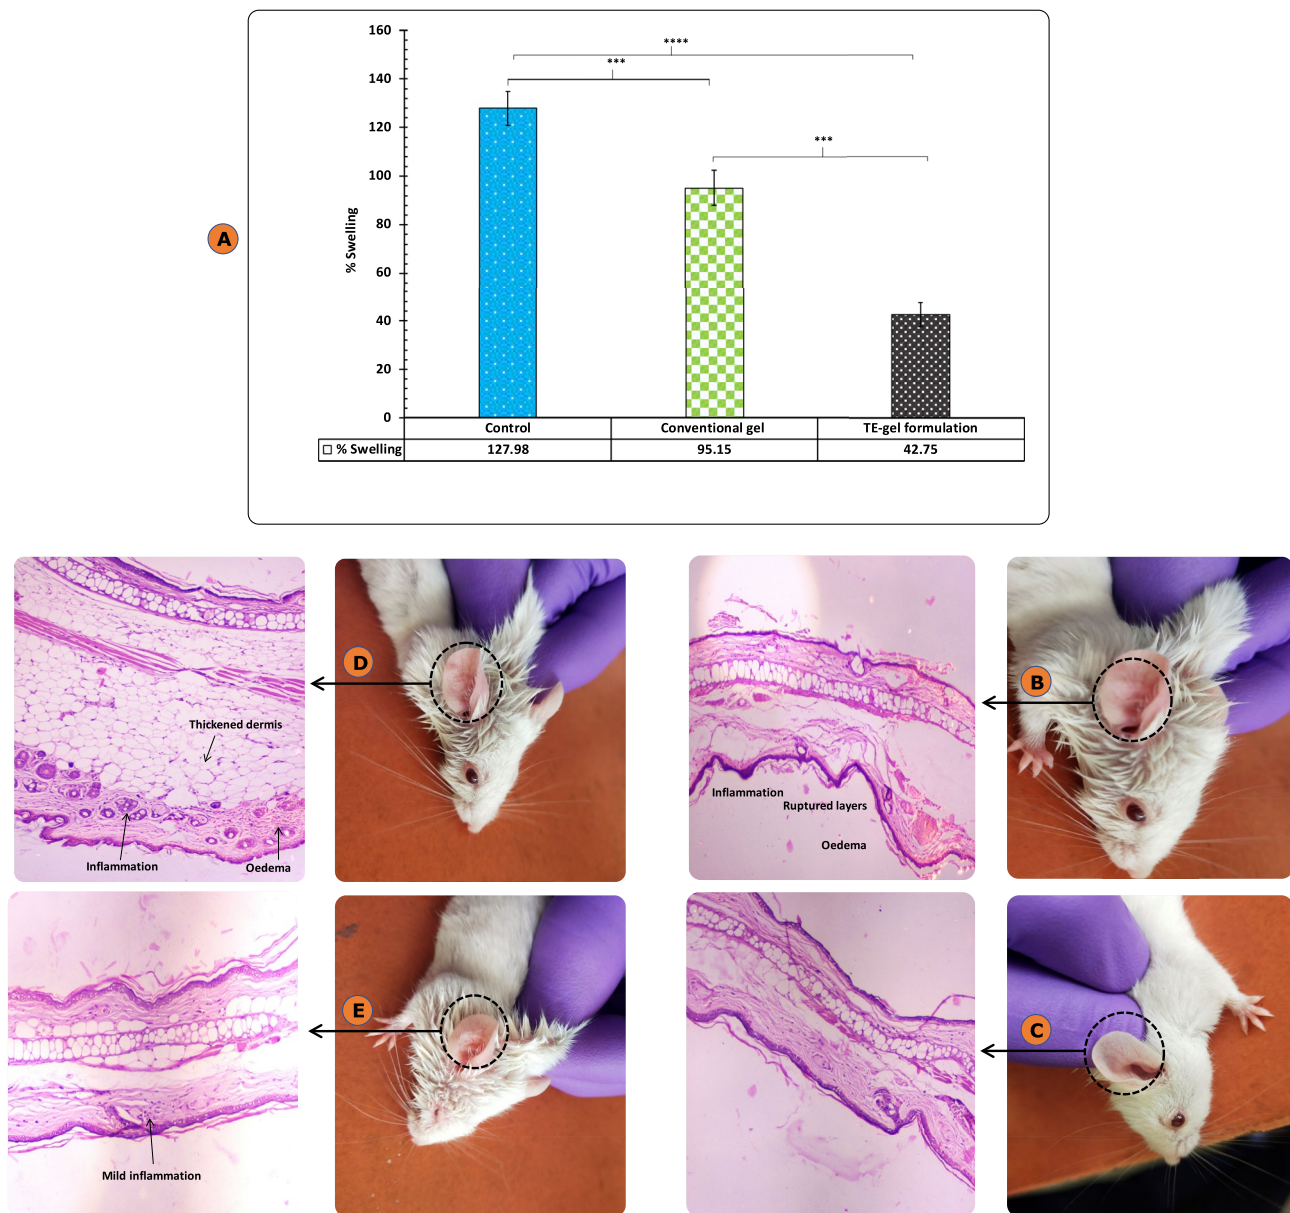 A
160
140
120
100
80
60
40
20
0
% Swelling
****
***
***
Control Conventional gel TE-gel formulation
% Swelling 127.98 95.15 42.75
D
Thickened dermis
Inflammation
Oedema
B
Inflammation
Ruptured layers
Oedema
E
Mild inflammation
C